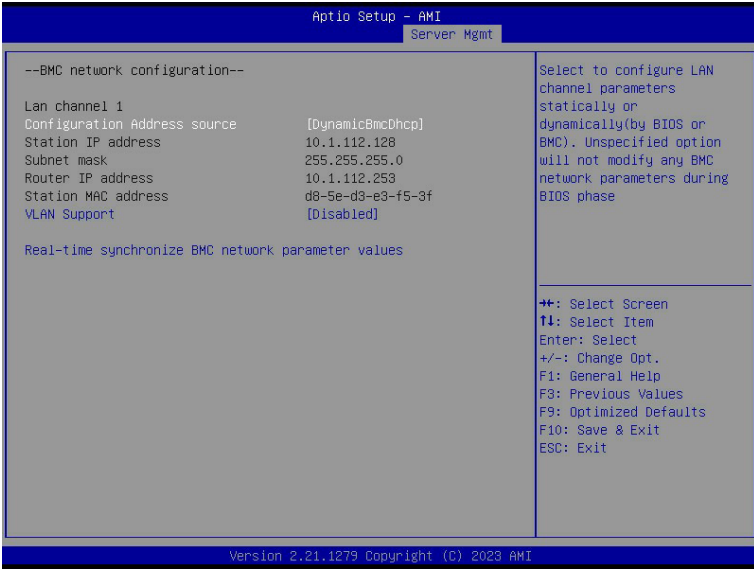 Aptio Setup - AMI
Server Mgmt
--BMC network configuration--
Lan channel 1
Configuration Address source [DynamicBmcDhcp]
Station IP address 10.1.112.128
Subnet mask 255.255.255.0
Router IP address 10.1.112.253
Station MAC address d8-5e-d3-e3-f5-3f
VLAN Support [Disabled]
Real-time synchronize BMC network parameter values
Select to configure LAN
channel parameters
statically or
dynamically(by BIOS or
BMC). Unspecified option
will not modify any BMC
network parameters during
BIOS phase
→←: Select Screen
↑↓: Select Item
Enter: Select
+/-: Change Opt.
F1: General Help
F3: Previous Values
F9: Optimized Defaults
F10: Save & Exit
ESC: Exit
Version 2.21.1279 Copyright (C) 2023 AMI